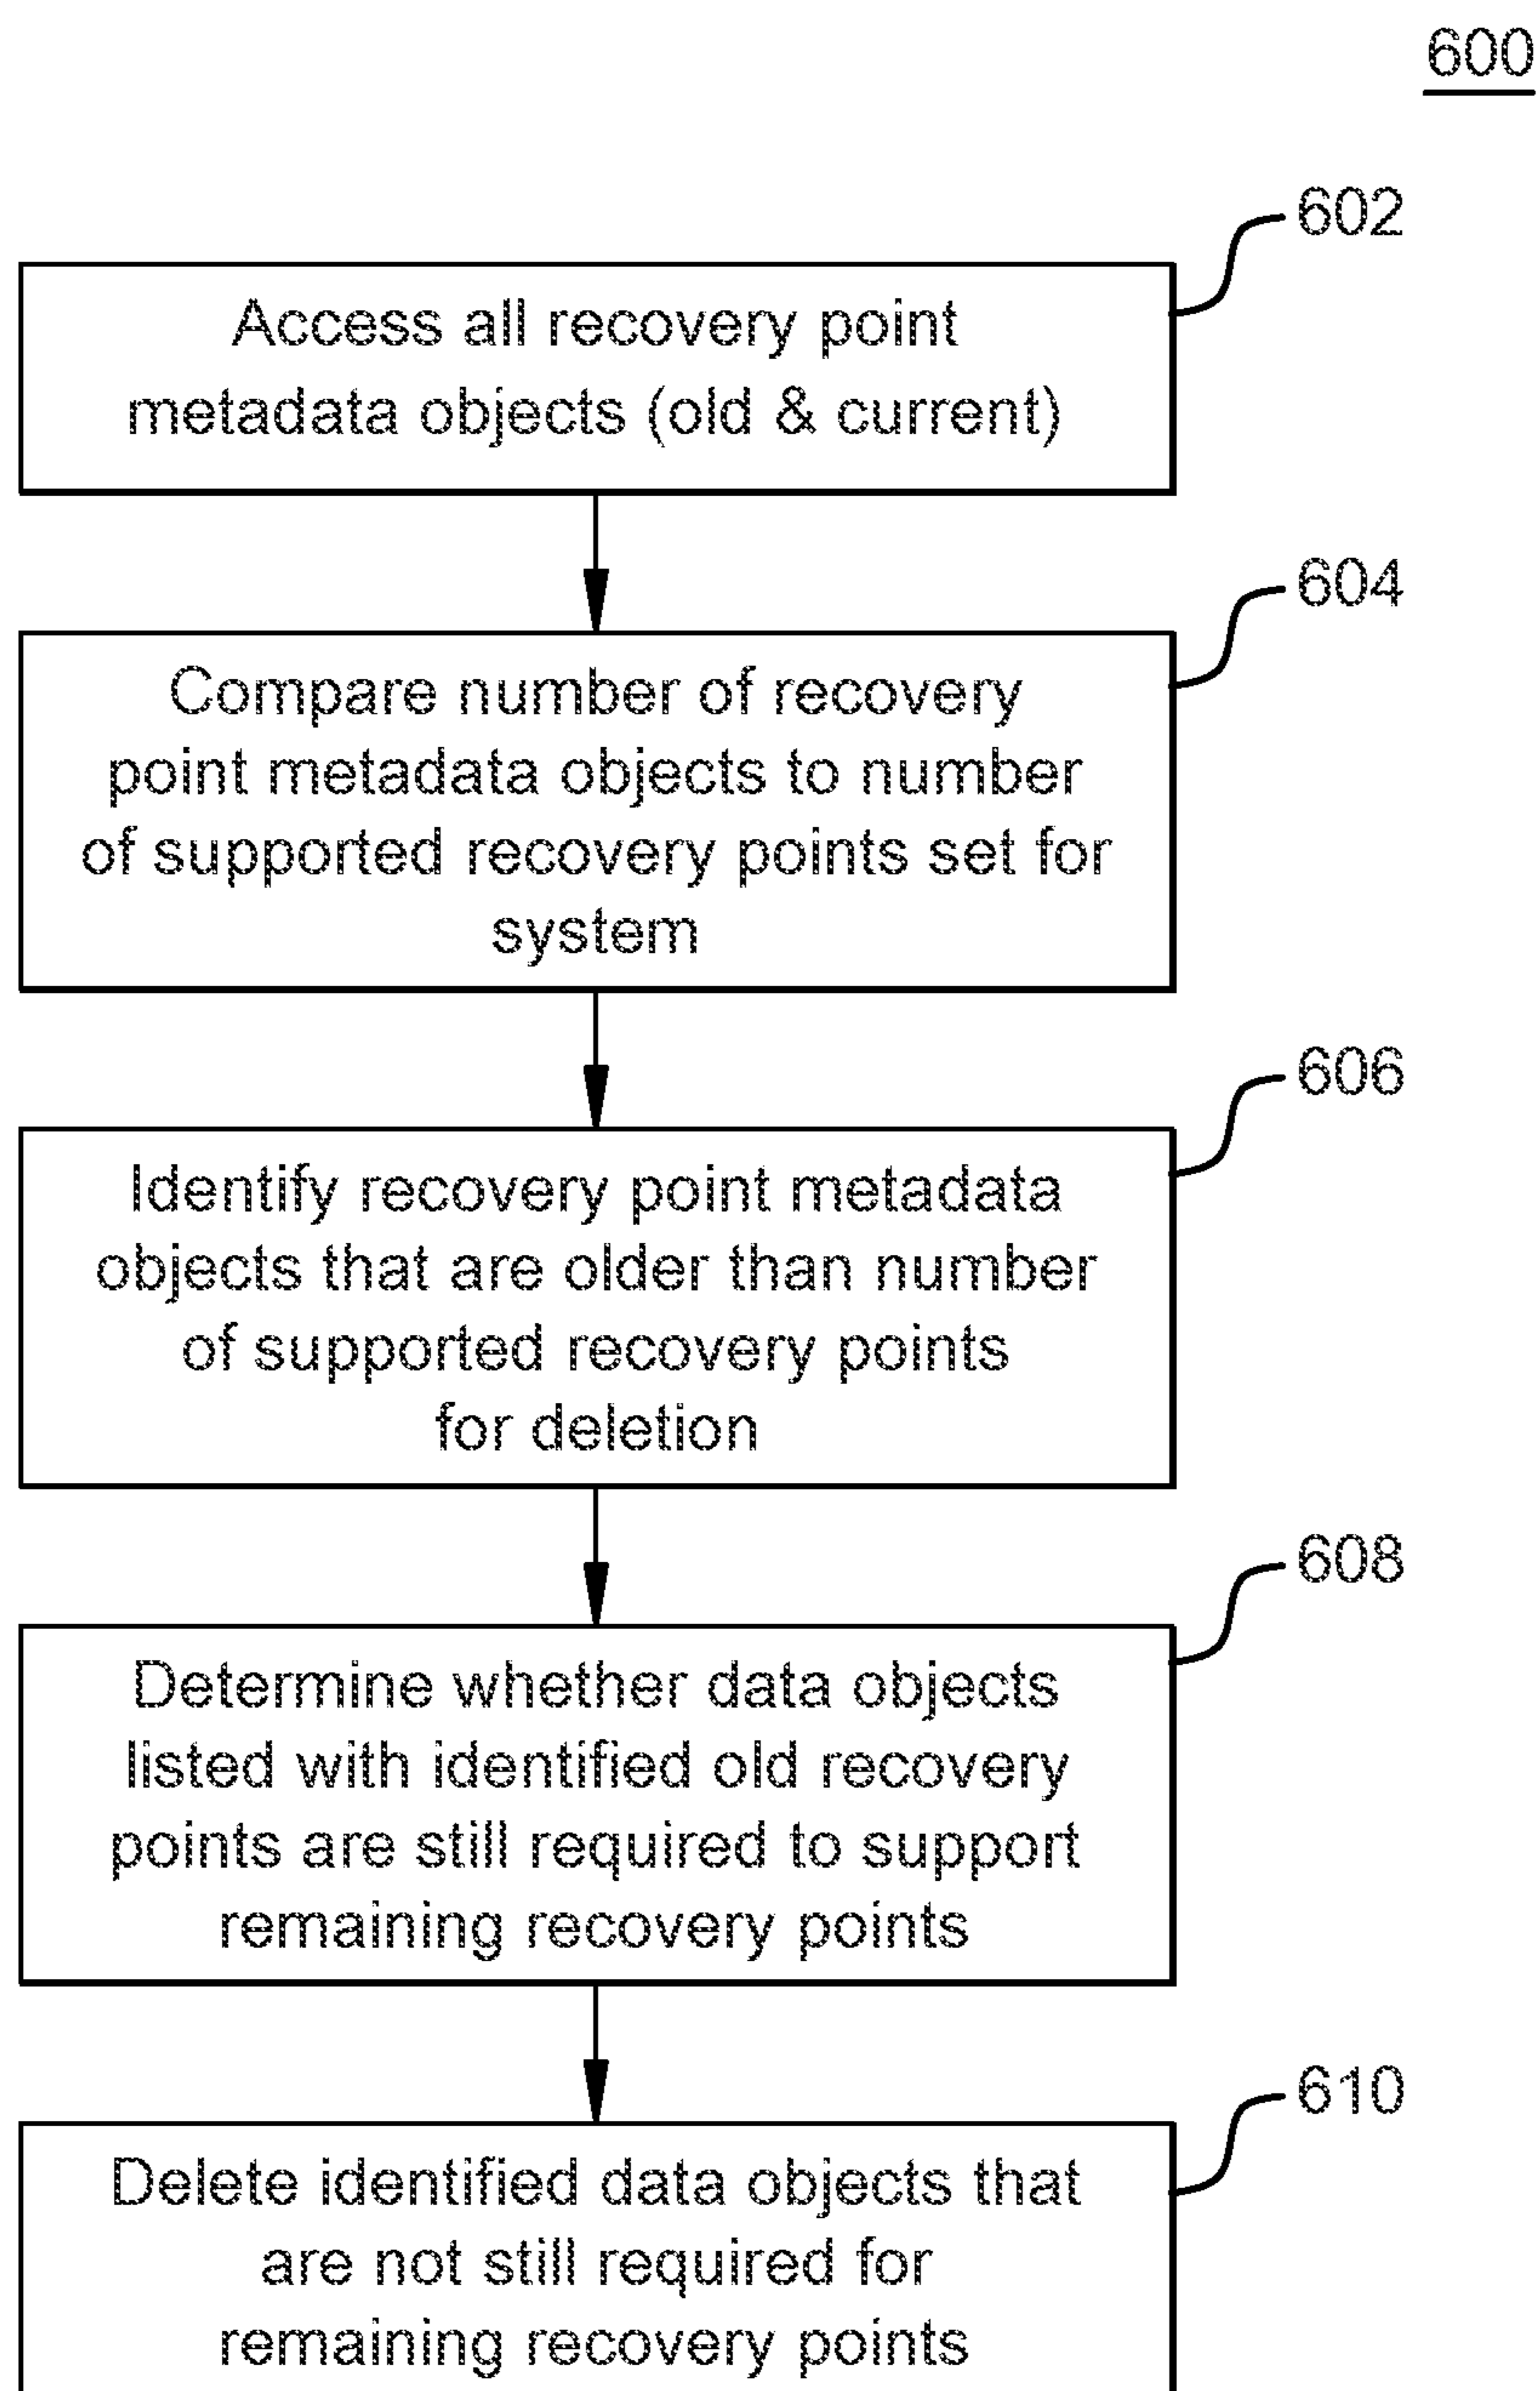 600
602
Access all recovery point
metadata objects (old & current)
604
Compare number of recovery
point metadata objects to number
of supported recovery points set for
system
606
Identify recovery point metadata
objects that are older than number
of supported recovery points
for deletion
608
Determine whether data objects
listed with identified old recovery
points are still required to support
remaining recovery points
610
Delete identified data objects that
are not still required for
remaining recovery points